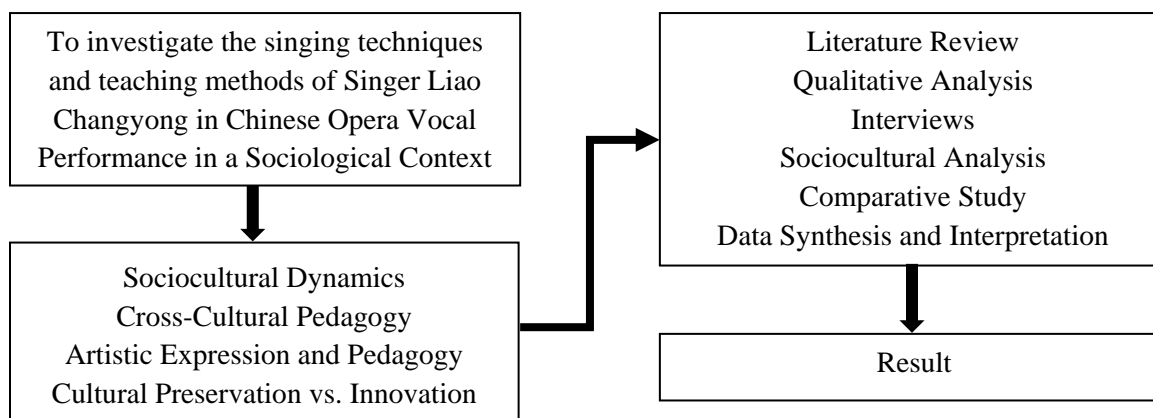 To investigate the singing techniques
and teaching methods of Singer Liao
Changyong in Chinese Opera Vocal
Performance in a Sociological Context
Sociocultural Dynamics
Cross-Cultural Pedagogy
Artistic Expression and Pedagogy
Cultural Preservation vs. Innovation
Literature Review
Qualitative Analysis
Interviews
Sociocultural Analysis
Comparative Study
Data Synthesis and Interpretation
Result